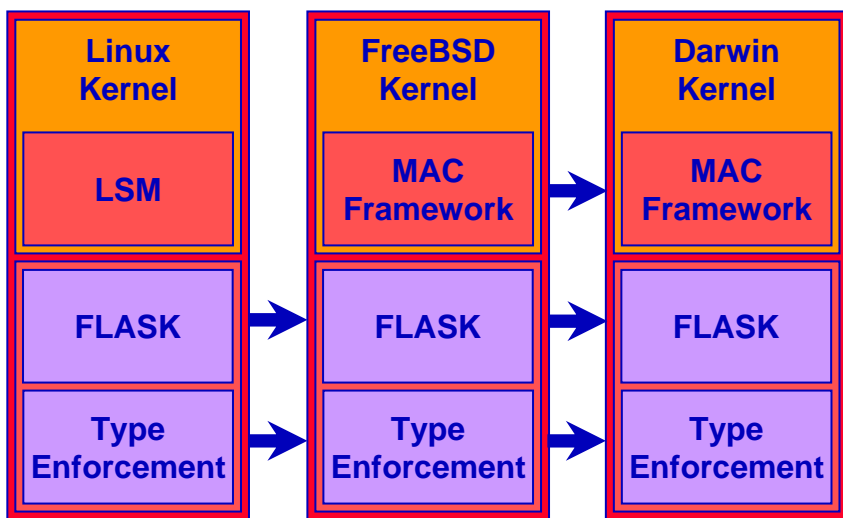 Linux
Kernel
LSM
FLASK
Type
Enforcement
FreeBSD
Kernel
MAC
Framework
FLASK
Type
Enforcement
Darwin
Kernel
MAC
Framework
FLASK
Type
Enforcement